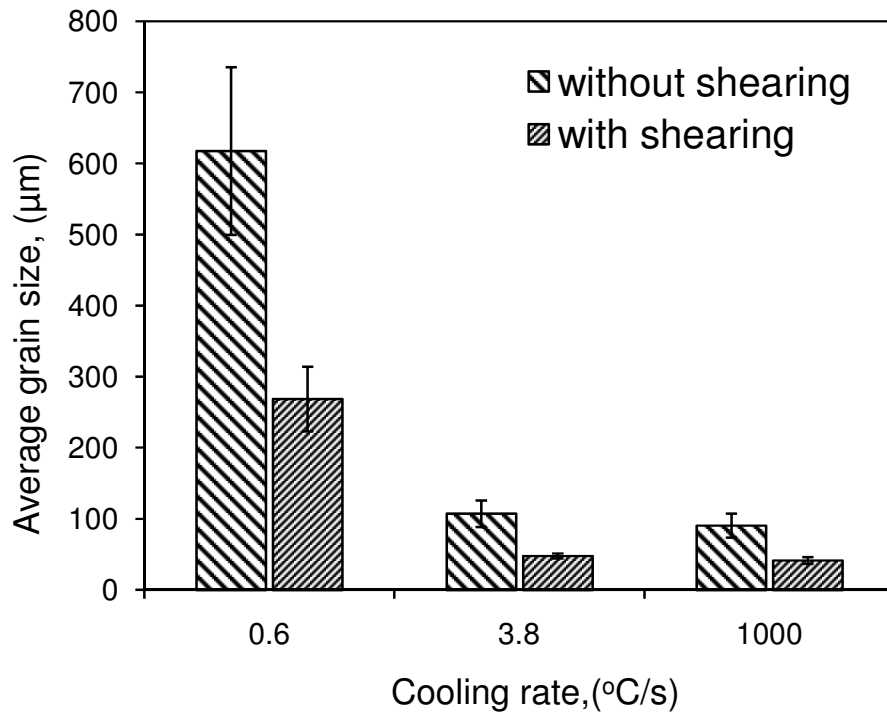 800
700
600
500
400
300
200
100
0
Average grain size, (µm)
without shearing
with shearing
0.6 3.8 1000
Cooling rate,(°C/s)